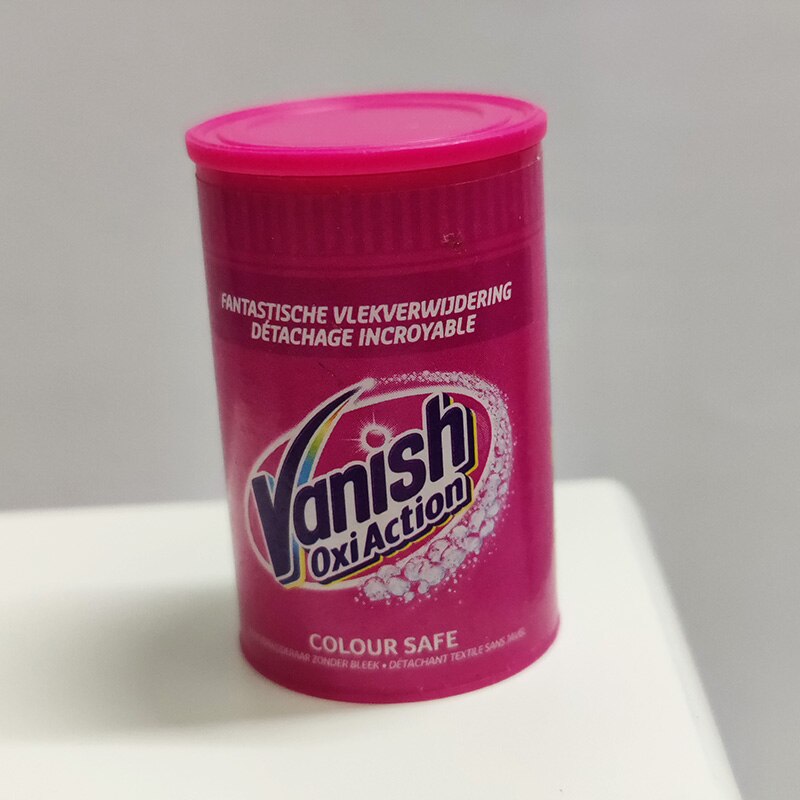 FANTASTISCHE VLEKVERWIJDERING
DÉTACHAGE INCROYABLE
Vanish
OxiAction
COLOUR SAFE
ZONDER BLEEK • DÉTACHANT TEXTILE SANS